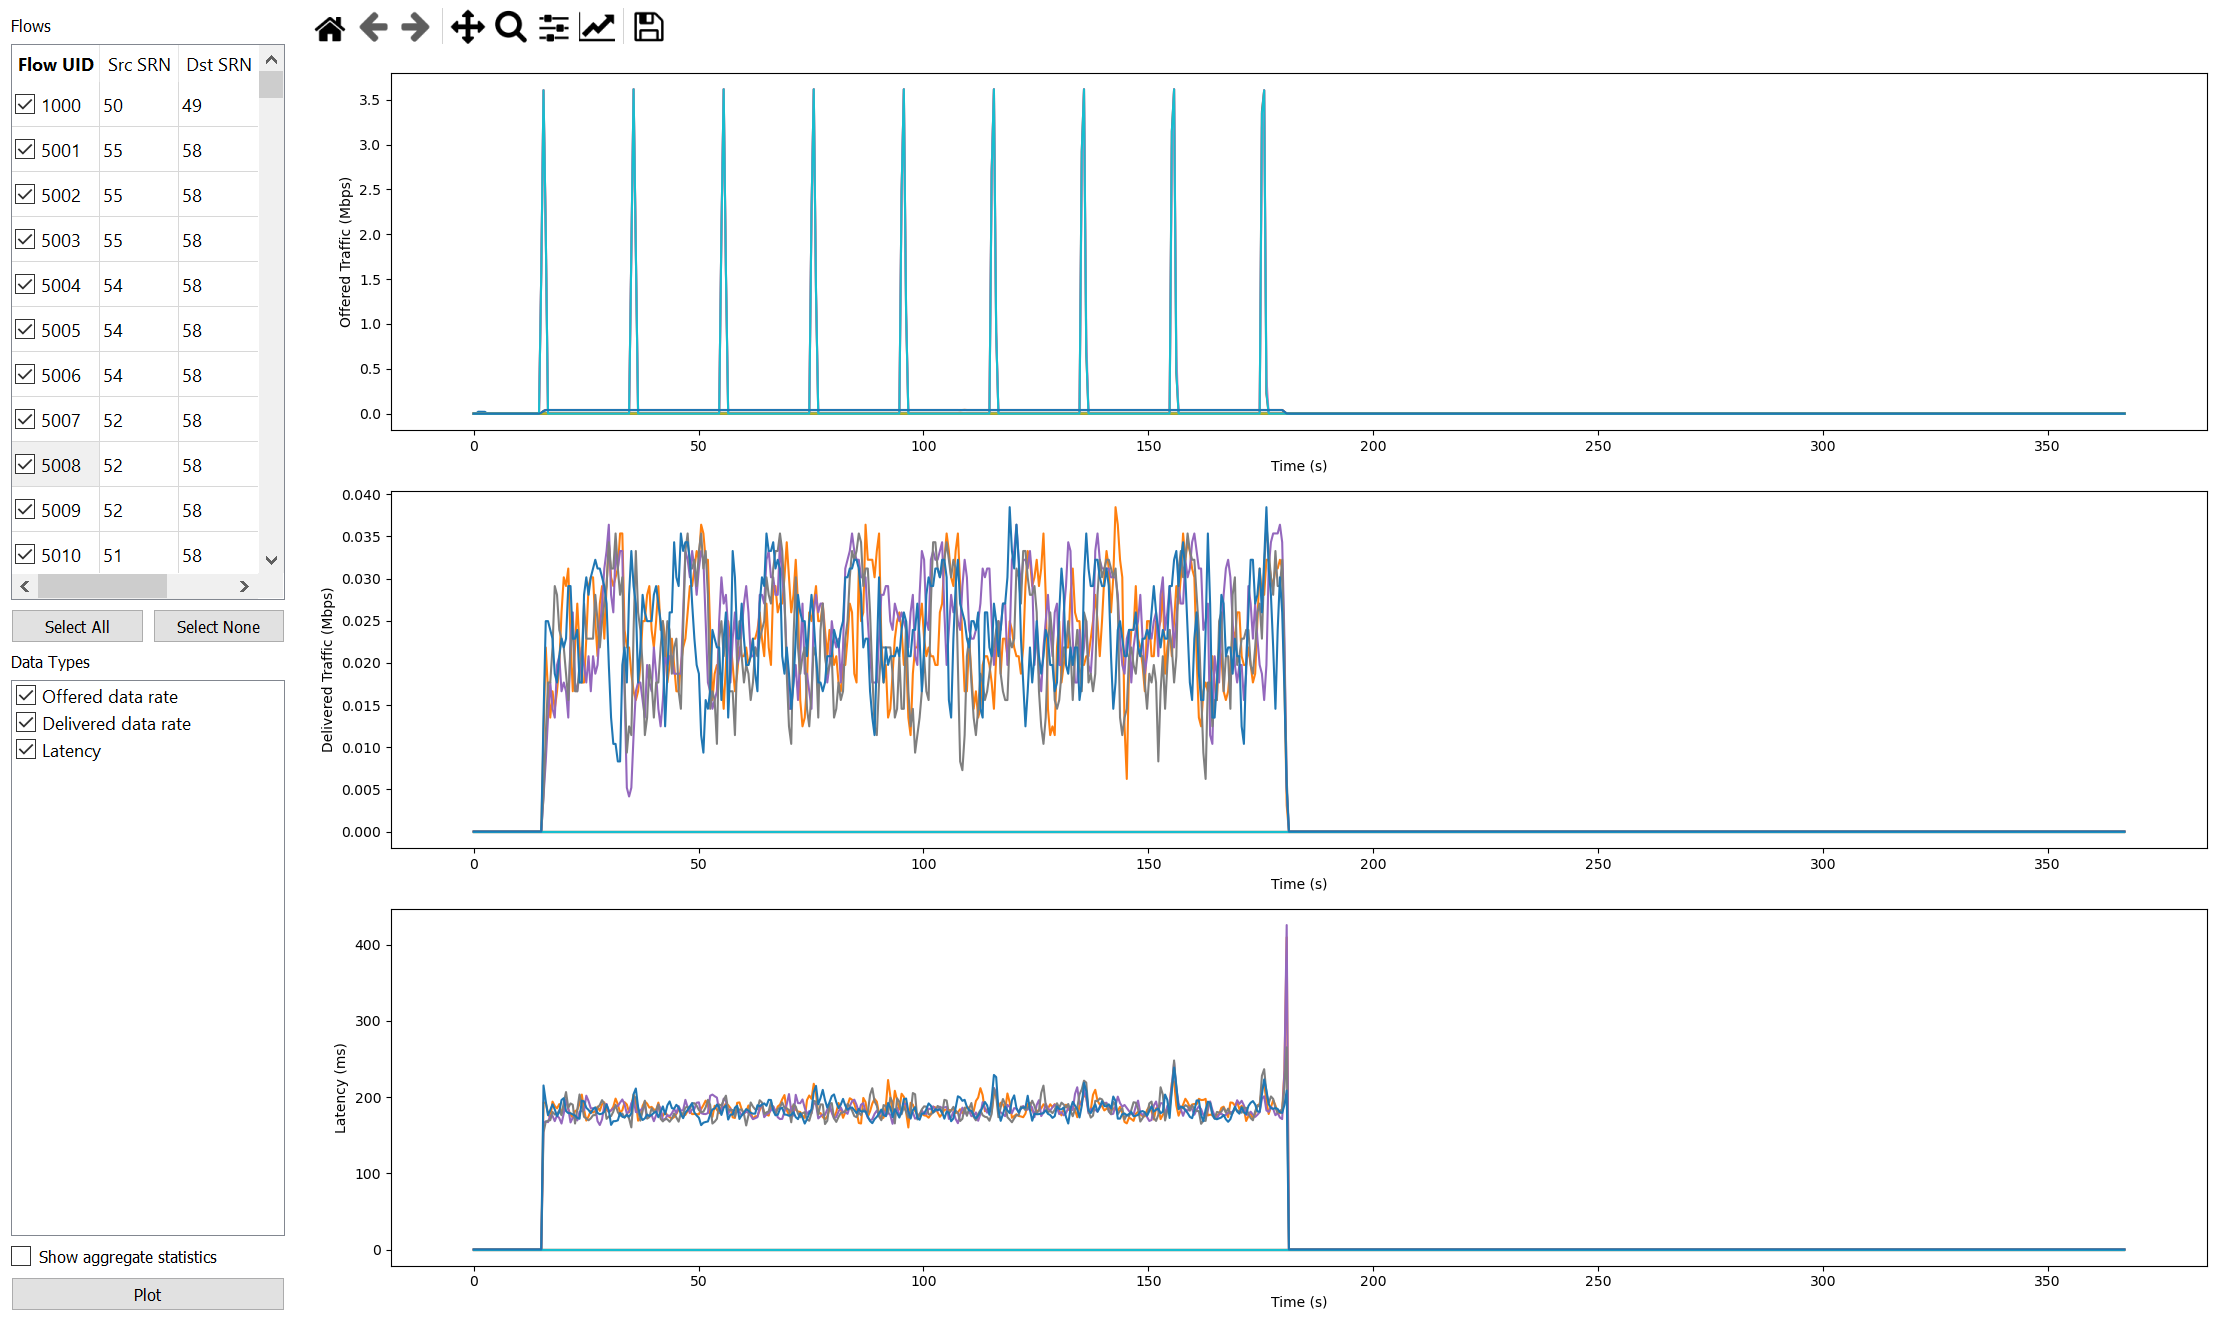 Flows
Flow UID Src SRN Dst SRN
1000 50 49
5001 55 58
5002 55 58
5003 55 58
5004 54 58
5005 54 58
5006 54 58
5007 52 58
5008 52 58
5009 52 58
5010 51 58
Select All Select None
Data Types
Offered data rate
Delivered data rate
Latency
Show aggregate statistics
Plot
Offered Traffic (Mbps)
3.5
3.0
2.5
2.0
1.5
1.0
0.5
0.0
0 50 100 150 200 250 300 350
Time (s)
Delivered Traffic (Mbps)
0.040
0.035
0.030
0.025
0.020
0.015
0.010
0.005
0.000
0 50 100 150 200 250 300 350
Time (s)
Latency (ms)
400
300
200
100
0
0 50 100 150 200 250 300 350
Time (s)